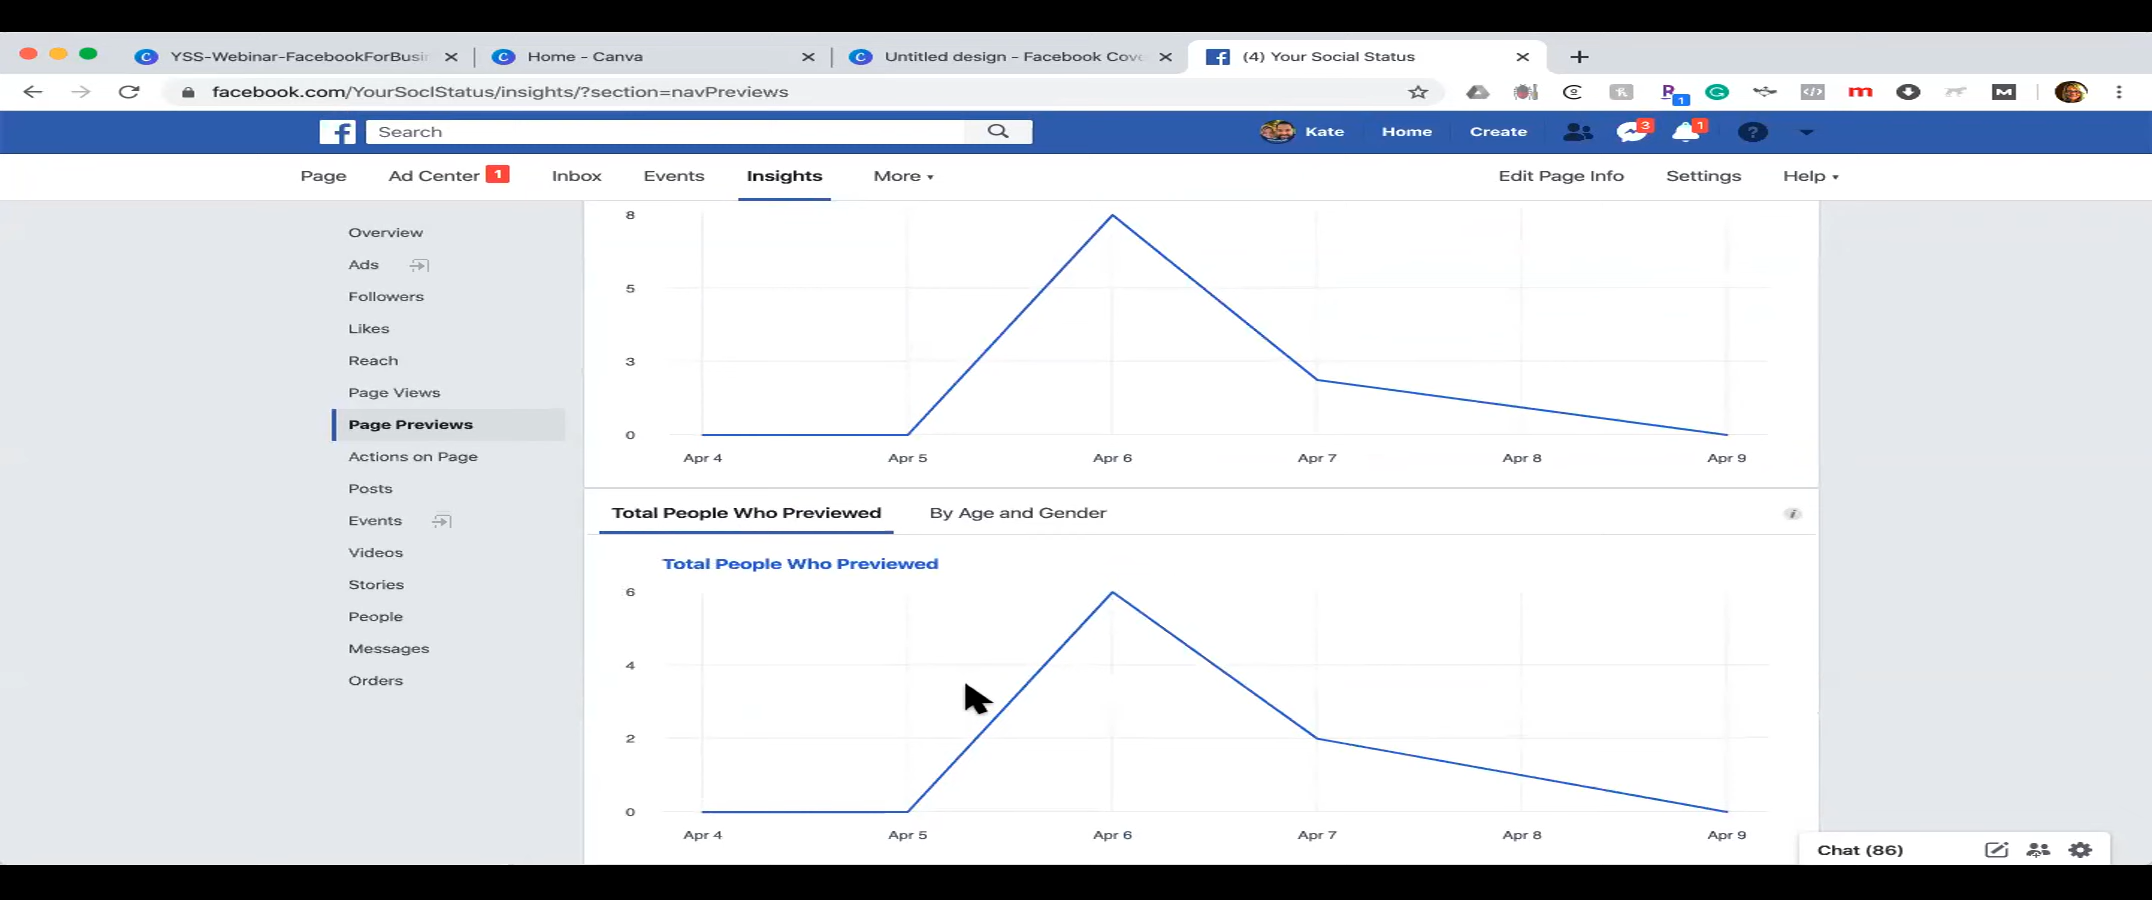 YSS-Webinar-FacebookForBusi
Home - Canva
Untitled design - Facebook Cov
(4) Your Social Status
facebook.com/YourSoclStatus/insights/?section=navPreviews
1
Search
Kate
Home
Create
3
1
Page
Ad Center 1
Inbox
Events
Insights
More
Edit Page Info
Settings
Help
Overview
Ads
Followers
Likes
Reach
Page Views
Page Previews
Actions on Page
Posts
Events
Videos
Stories
People
Messages
Orders
8
5
3
0
Apr 4 Apr 5 Apr 6 Apr 7 Apr 8 Apr 9
Total People Who Previewed
By Age and Gender
Total People Who Previewed
6
4
2
0
Apr 4 Apr 5 Apr 6 Apr 7 Apr 8 Apr 9
Chat (86)